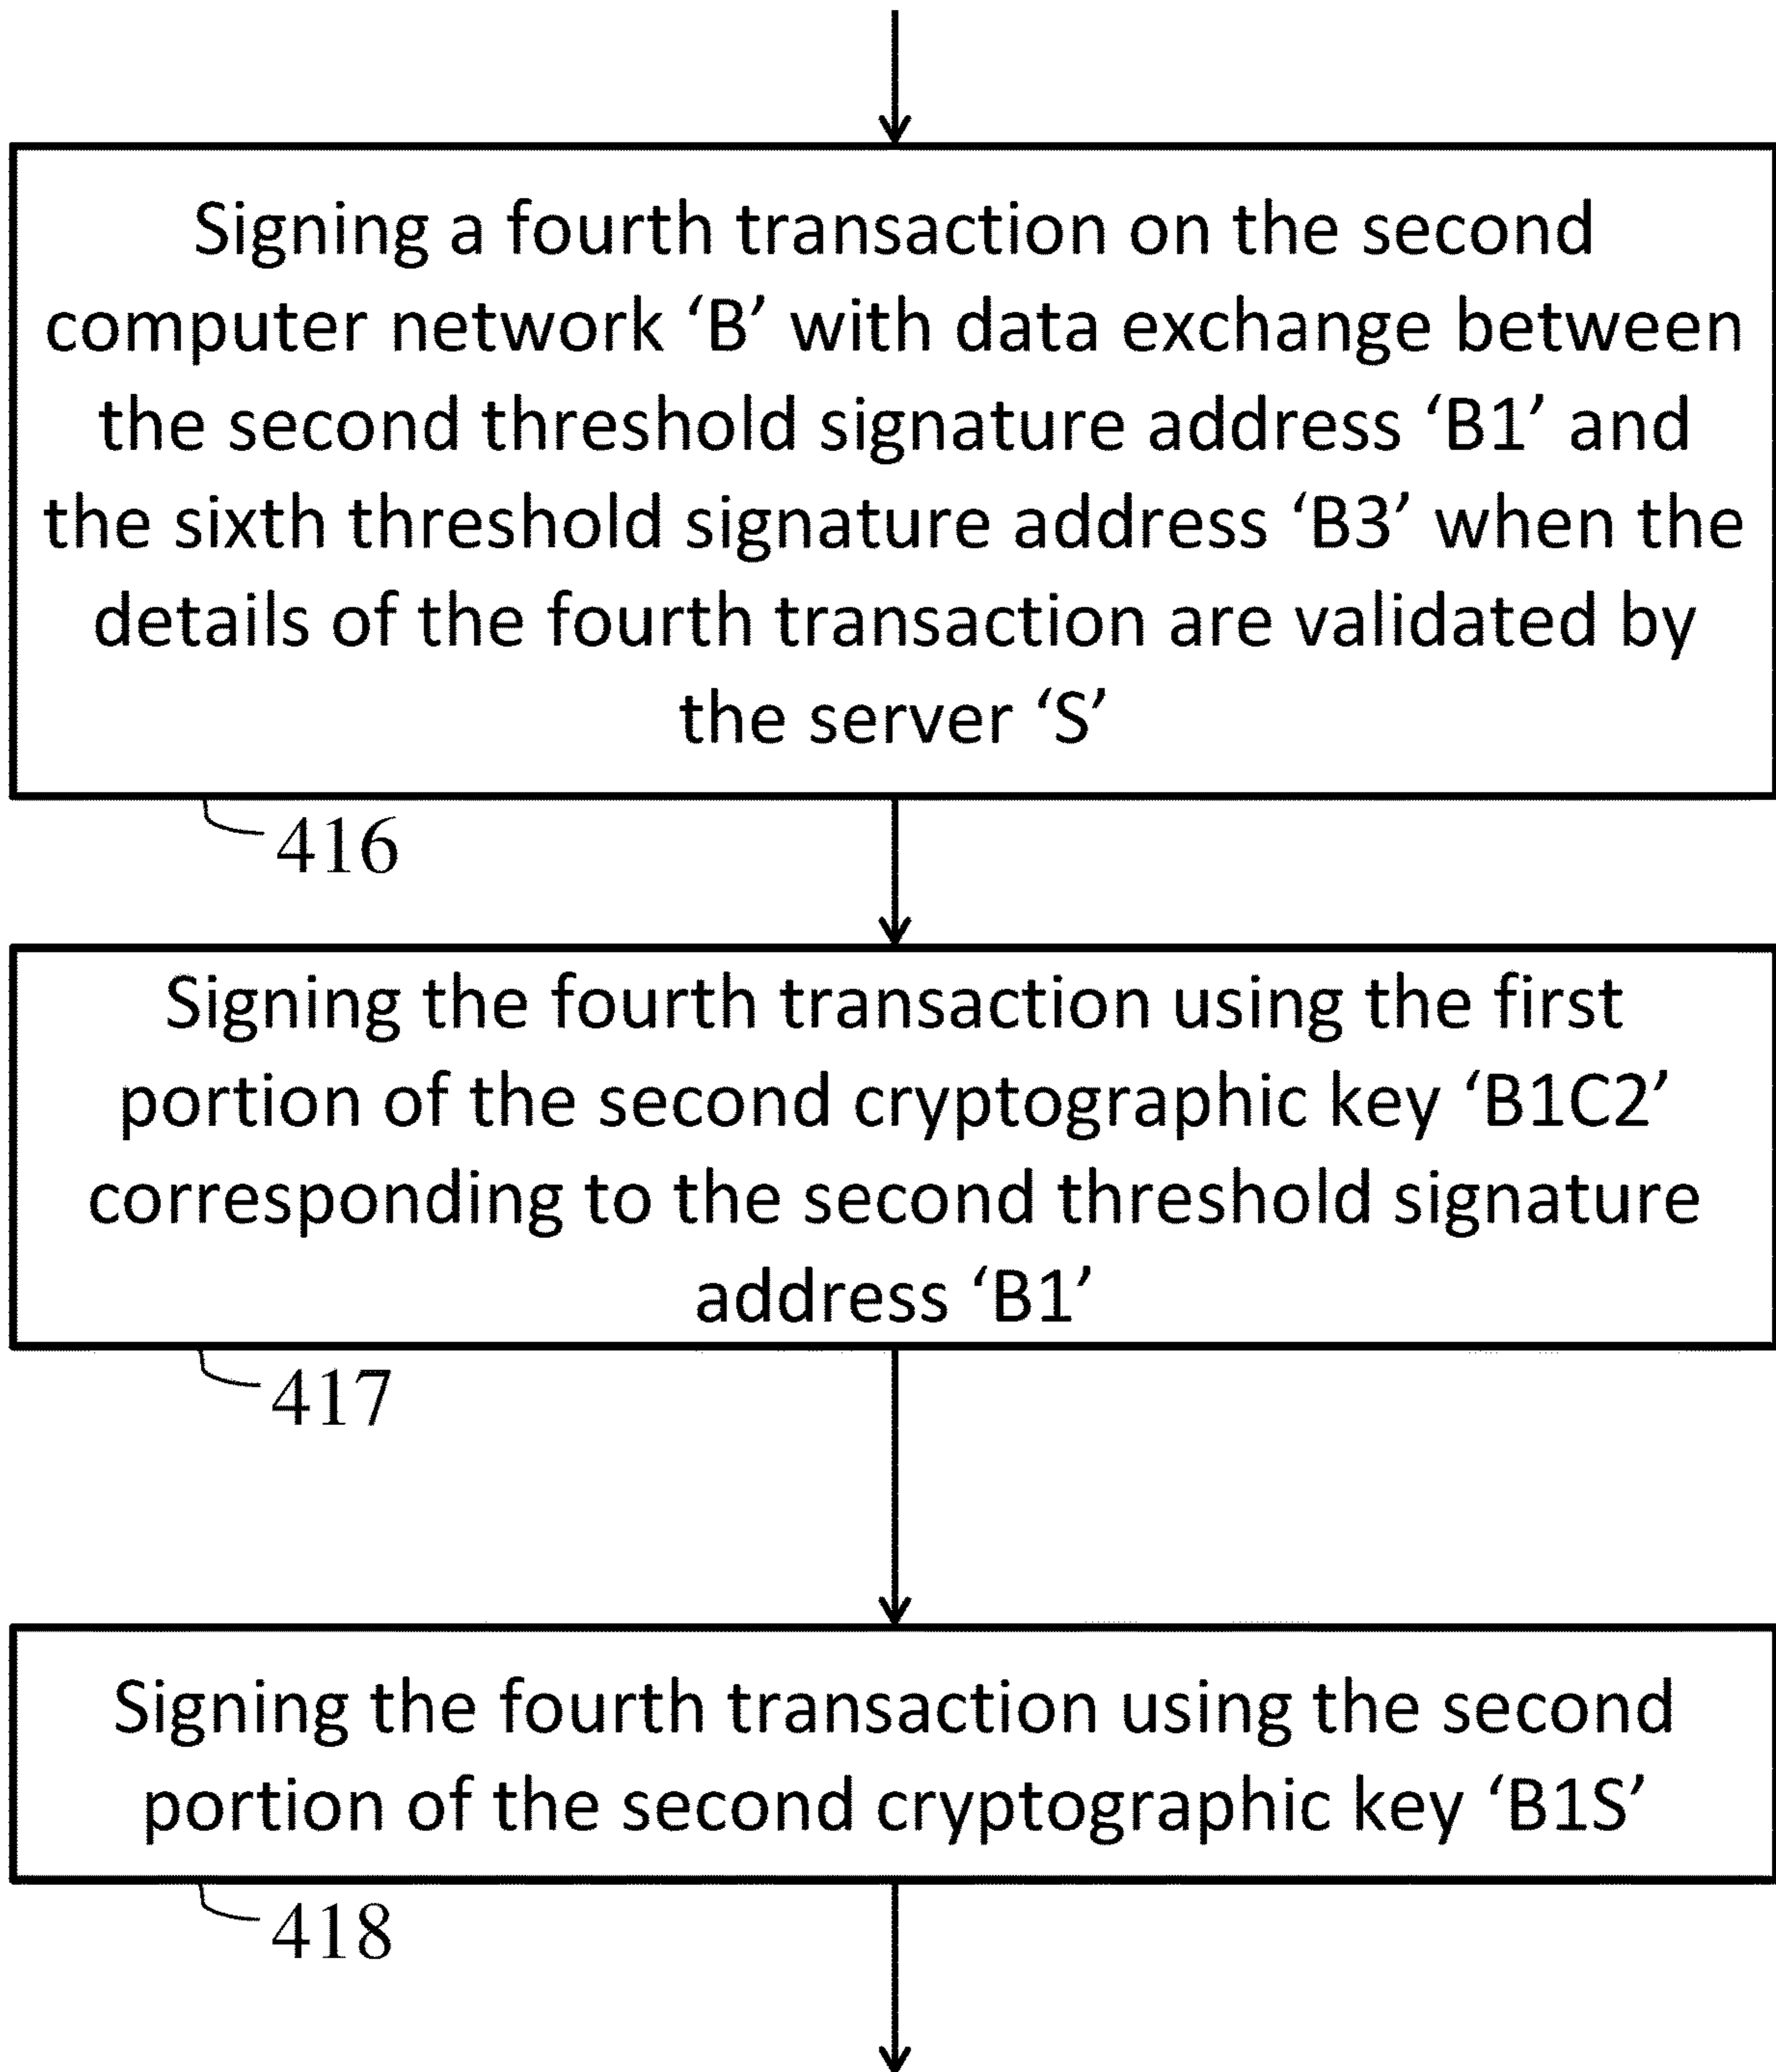 Signing a fourth transaction on the second
computer network ‘B’ with data exchange between
the second threshold signature address ‘B1’ and
the sixth threshold signature address ‘B3’ when the
details of the fourth transaction are validated by
the server ‘S’
416
Signing the fourth transaction using the first
portion of the second cryptographic key ‘B1C2’
corresponding to the second threshold signature
address ‘B1’
417
Signing the fourth transaction using the second
portion of the second cryptographic key ‘B1S’
418